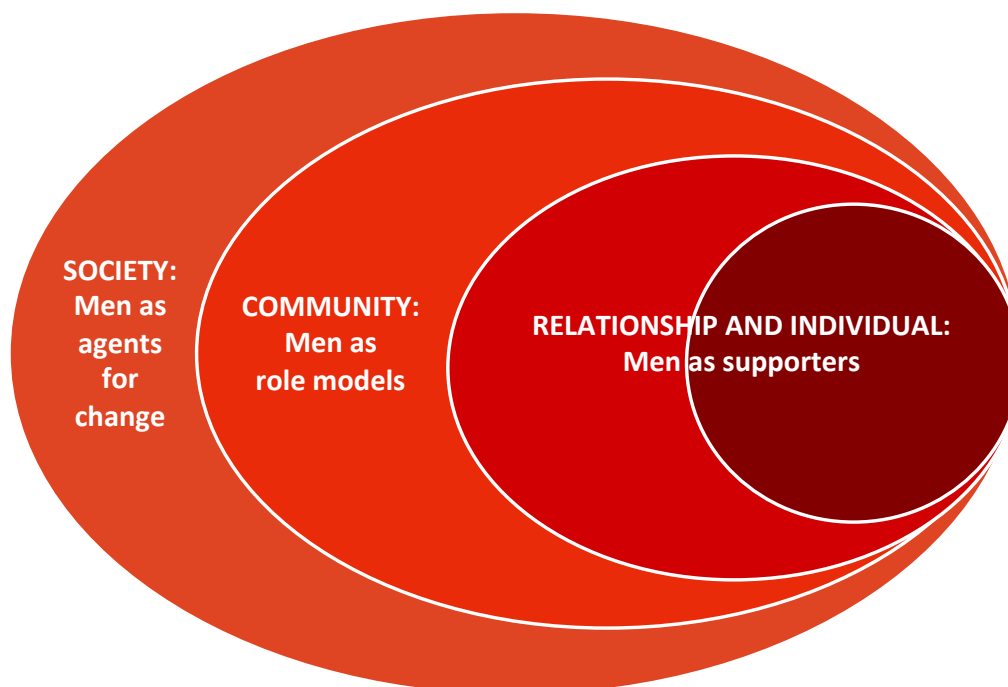 SOCIETY:
Men as
agents
for
change
COMMUNITY:
Men as
role models
RELATIONSHIP AND INDIVIDUAL:
Men as supporters